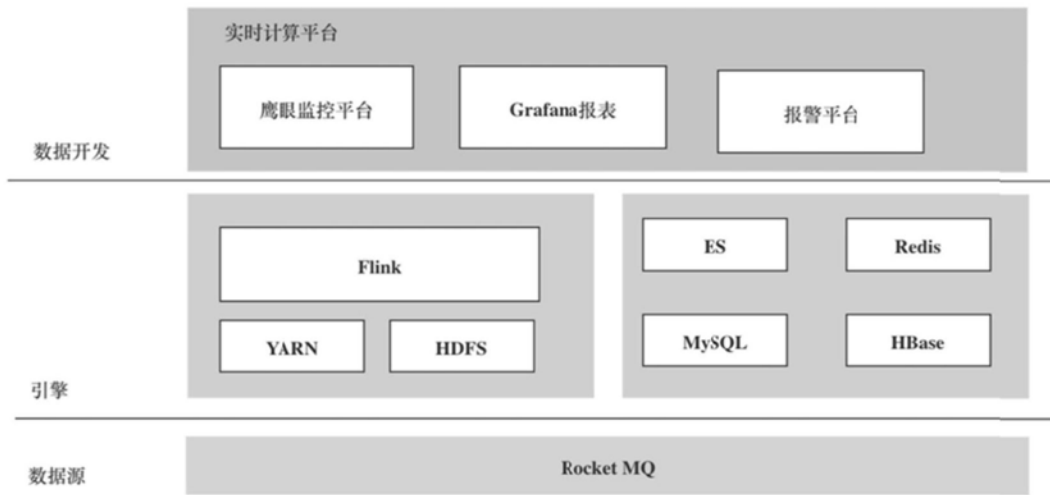 实时计算平台
鹰眼监控平台
Grafana报表
报警平台
数据开发
Flink
YARN
HDFS
ES
Redis
MySQL
HBase
引擎
数据源
Rocket MQ